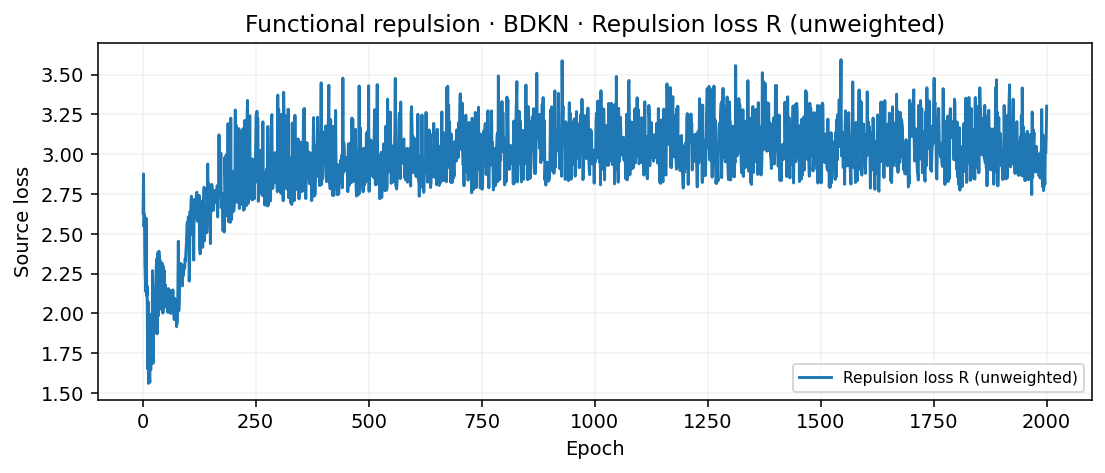 Functional repulsion · BDKN · Repulsion loss R (unweighted)
Source loss
3.50
3.25
3.00
2.75
2.50
2.25
2.00
1.75
1.50
Repulsion loss R (unweighted)
0 250 500 750 1000 1250 1500 1750 2000
Epoch